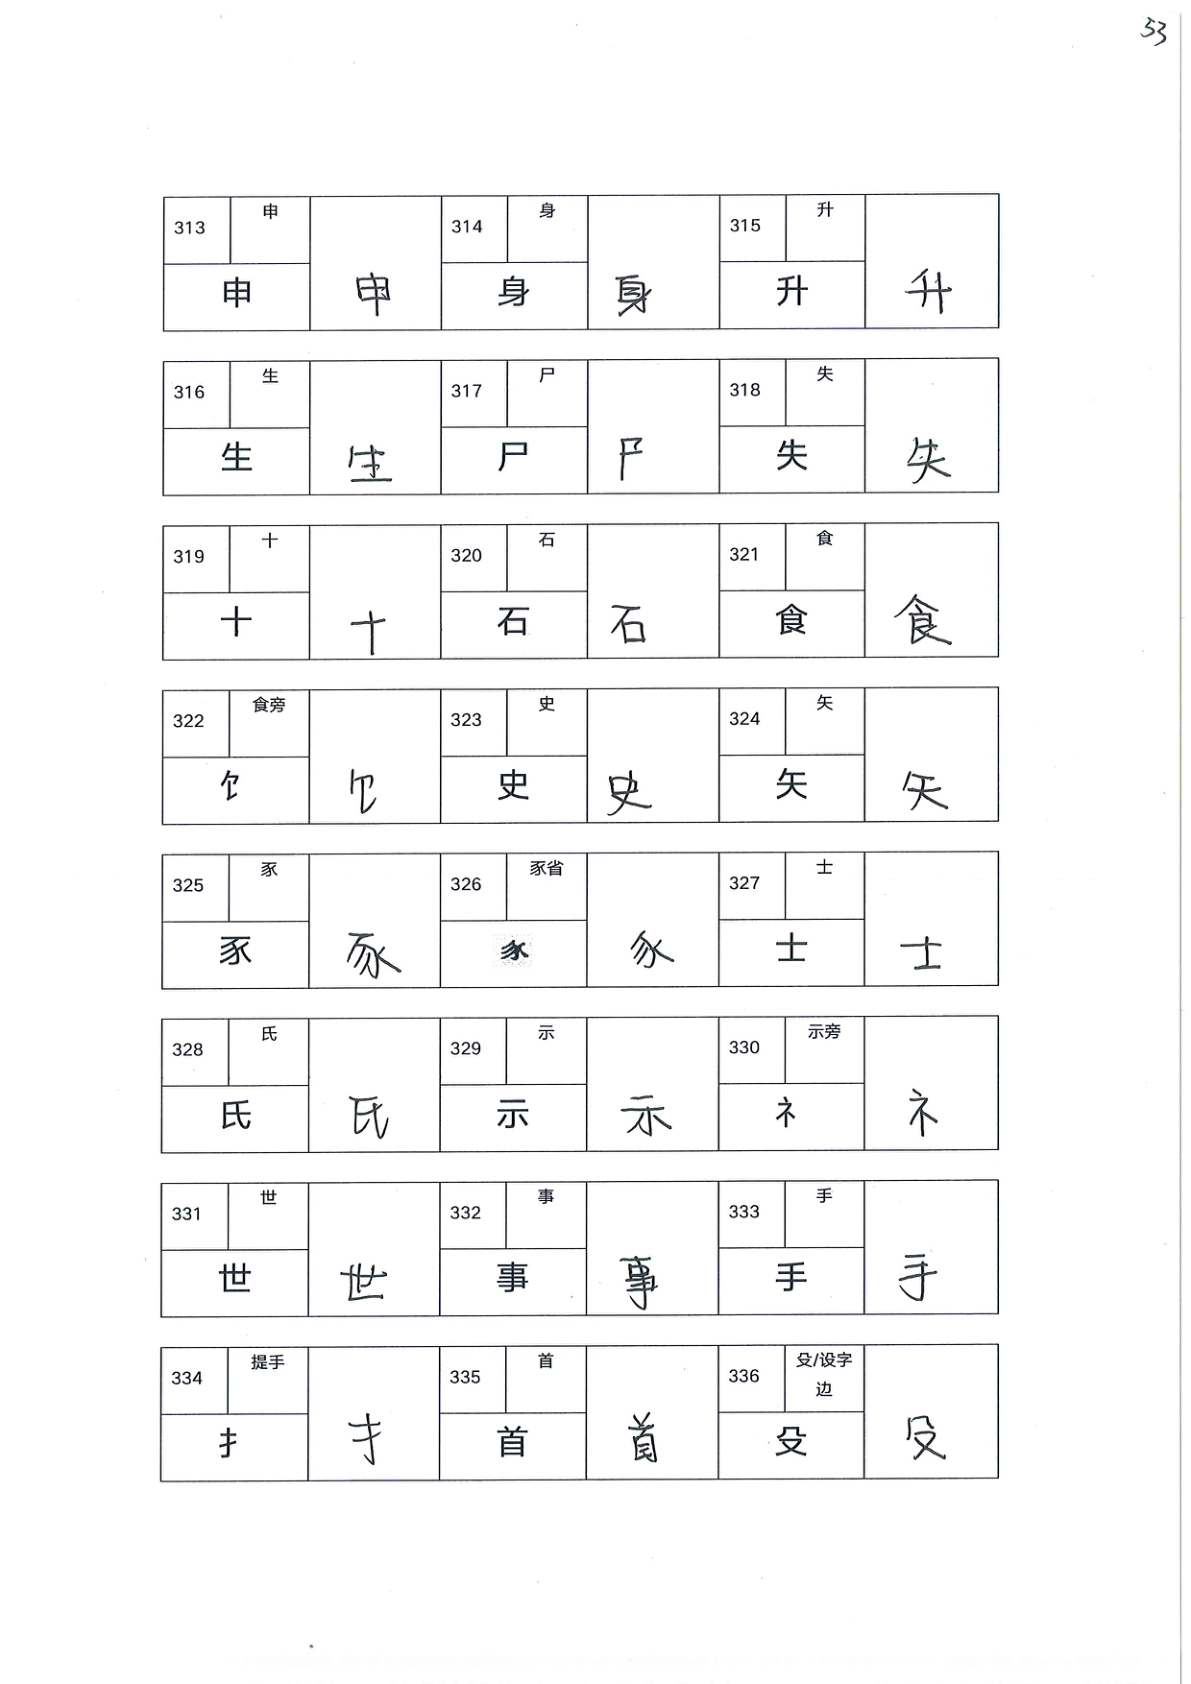 53
313 申 314 身 315 升
申 申 身 身 升 升
316 生 317 尸 318 失
生 生 尸 尸 失 失
319 十 320 石 321 食
十 十 石 石 食 食
322 食旁 323 史 324 矢
饣 饣 史 史 矢 矢
325 豕 326 豕省 327 士
豕 豕 士 士
328 氏 329 示 330 示旁
氏 氏 示 示 礻 礻
331 世 332 事 333 手
世 世 事 事 手 手
334 提手 335 首 336 殳/设字边
扌 扌 首 首 殳 殳